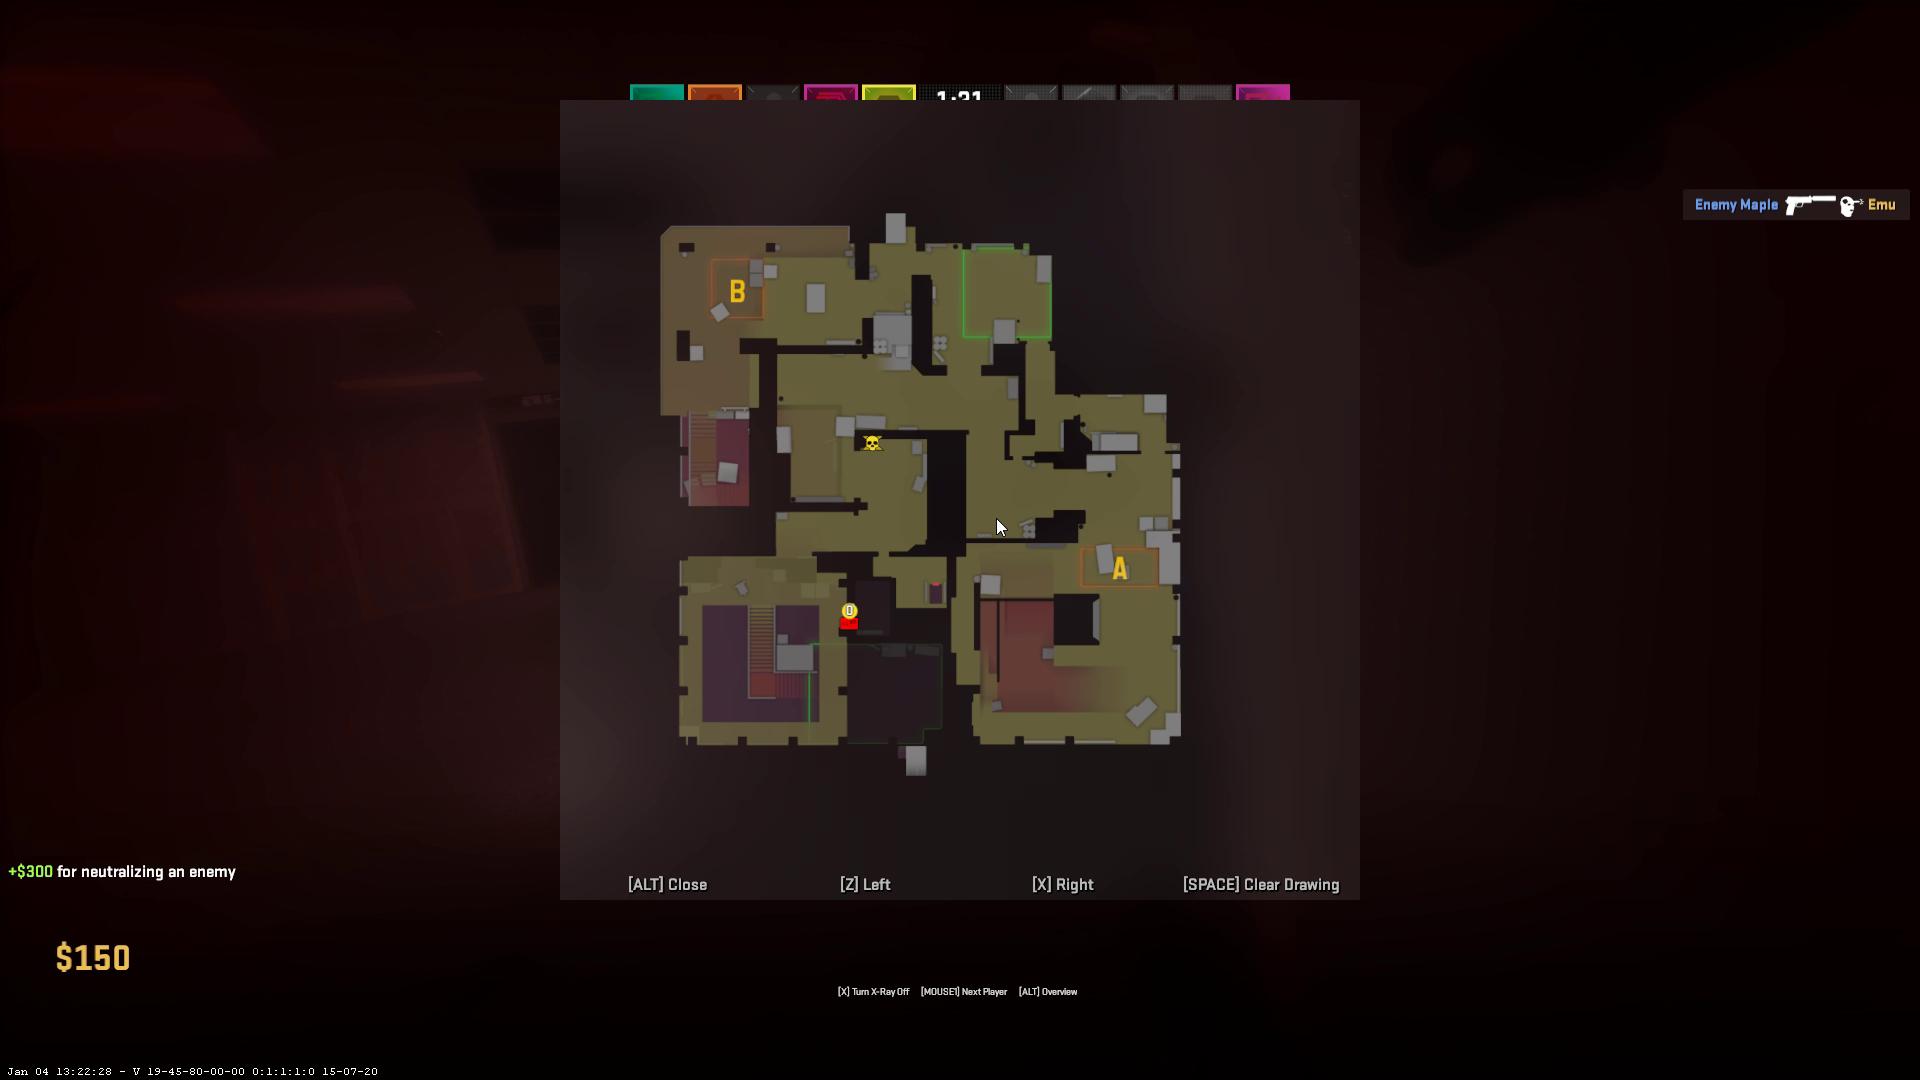 1:31
Enemy Maple Emu
B
A
D
+$300 for neutralizing an enemy
[ALT] Close [Z] Left [X] Right [SPACE] Clear Drawing
$150
[X] Turn X-Ray Off [MOUSE1] Next Player [ALT] Overview
Jan 04 13:22:28 - V 19-45-80-00-00 0:1:1:1:0 15-07-20